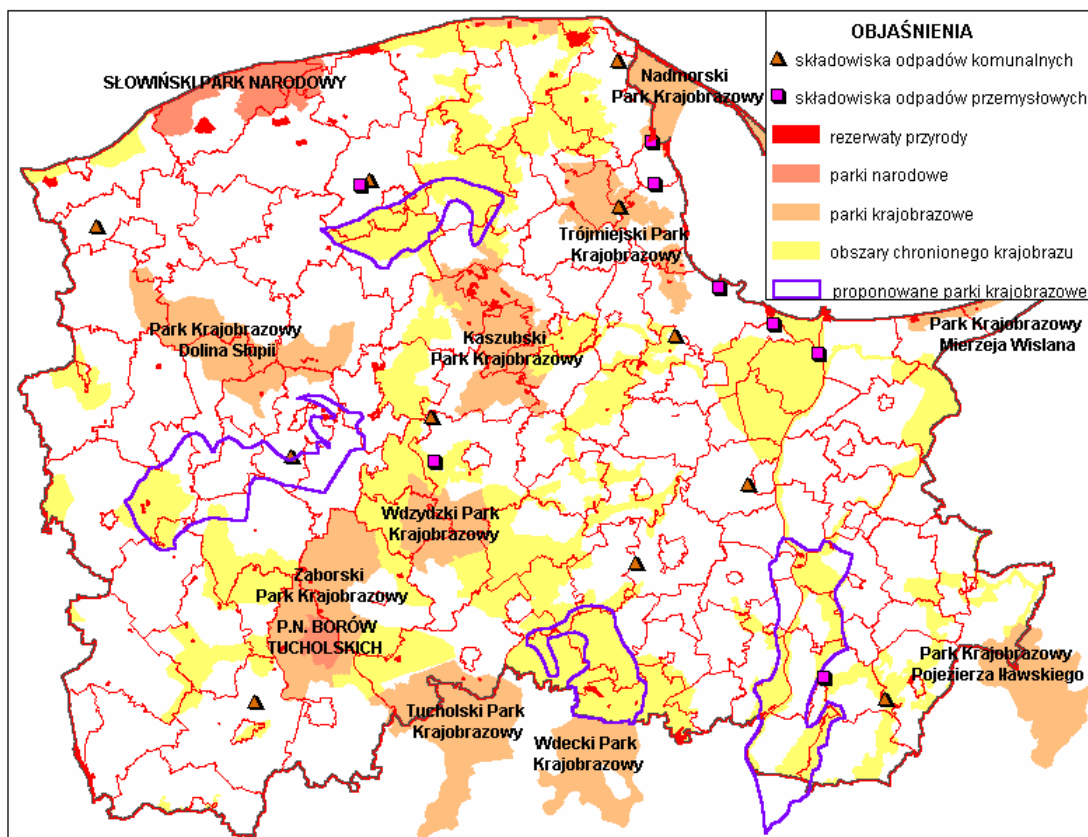 OBJAŚNIENIA
składowiska odpadów komunalnych
składowiska odpadów przemysłowych
rezerwaty przyrody
parki narodowe
parki krajobrazowe
obszary chronionego krajobrazu
proponowane parki krajobrazowe
SŁOWIŃSKI PARK NARODOWY
Nadmorski
Park Krajobrazowy
Trójmiejski Park
Krajobrazowy
Park Krajobrazowy
Dolina Słupii
Kaszubski
Park Krajobrazowy
Park Krajobrazowy
Mierzeja Wislana
Wdzydzki Park
Krajobrazowy
Zaborski
Park Krajobrazowy
P.N. BORÓW
TUCHOLSKICH
Park Krajobrazowy
Pojezierza Iławskiego
Tucholski Park
Krajobrazowy
Wdecki Park
Krajobrazowy